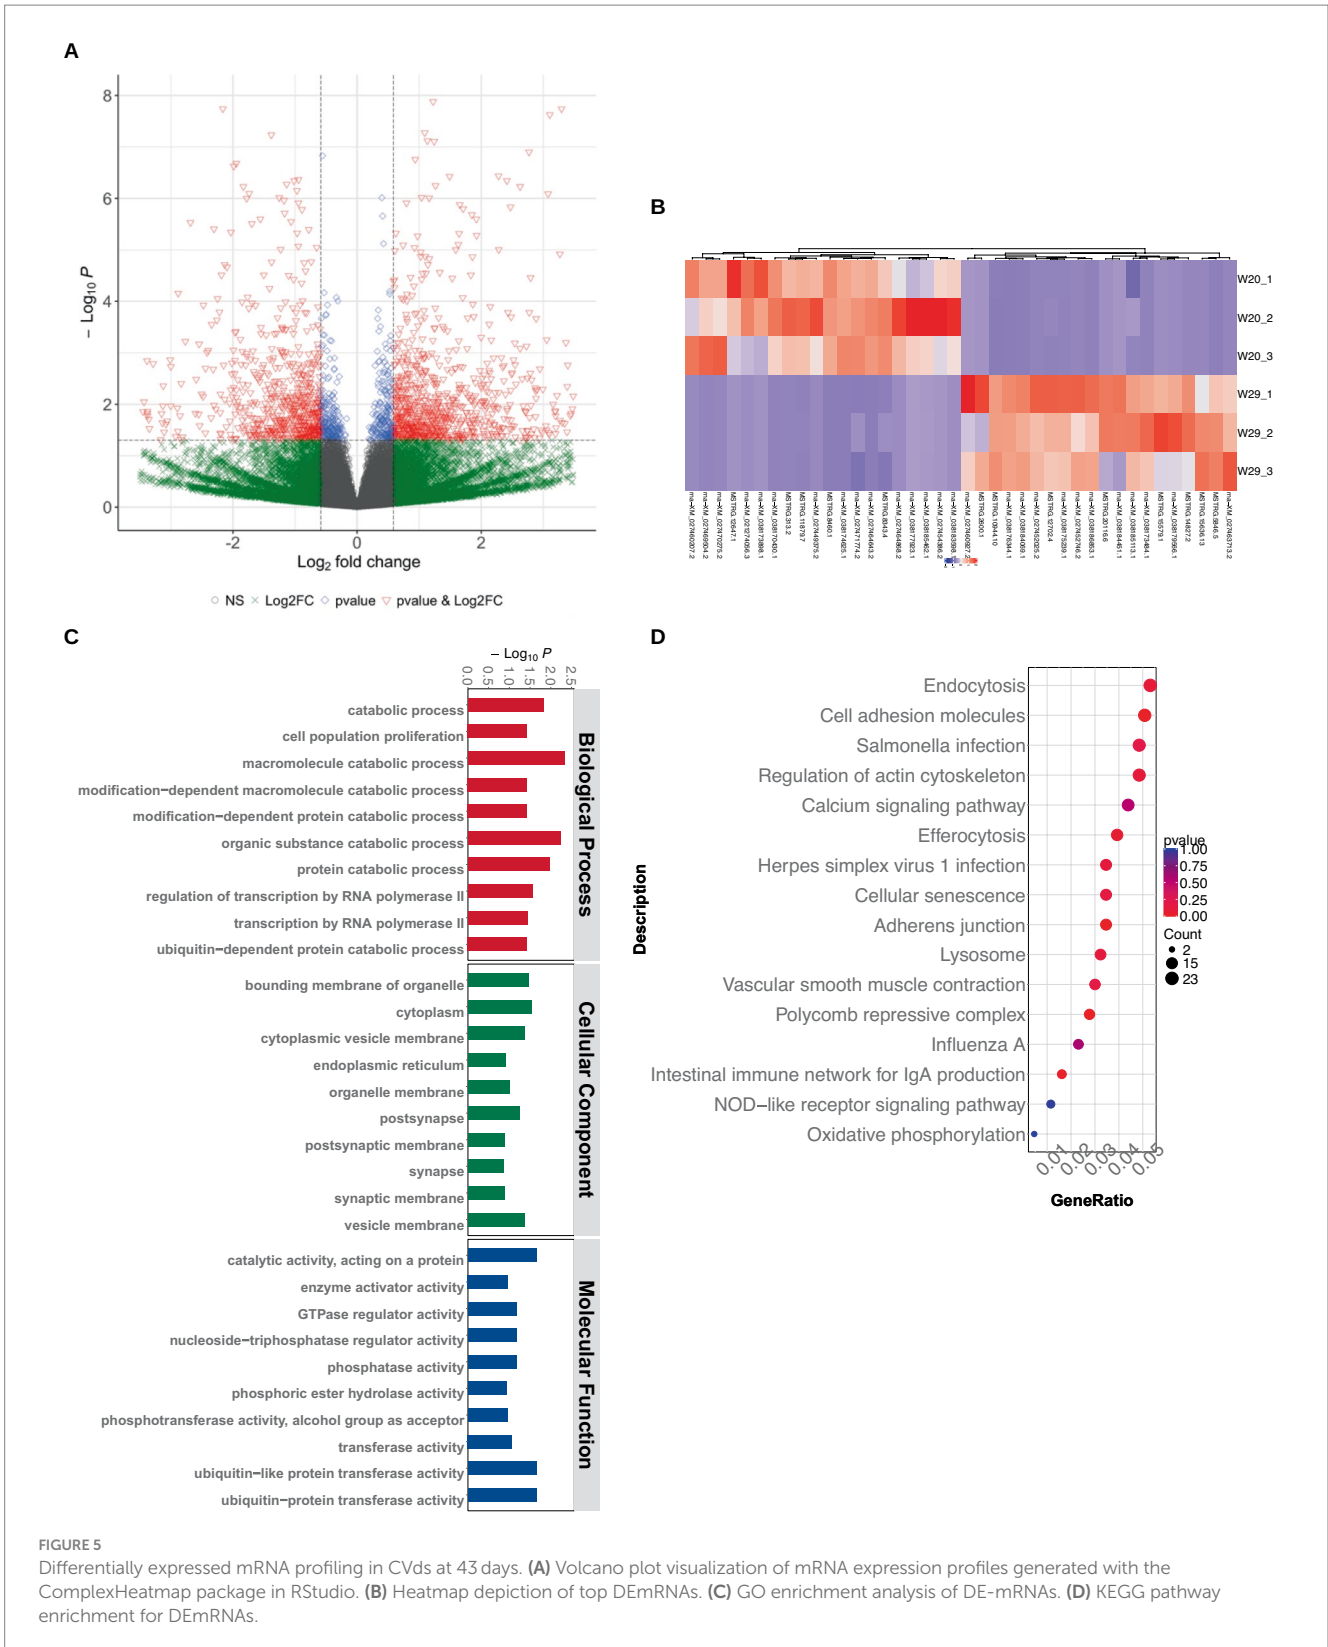 A
8
6
4
2
0
− Log10 P
-2
0
2
Log2 fold change
NS
Log2FC
pvalue
pvalue & Log2FC
B
W20_1
W20_2
W20_3
W29_1
W29_2
W29_3
C
− Log10 P
0.0
0.5
1.0
1.5
2.0
2.5
catabolic process
cell population proliferation
macromolecule catabolic process
modification−dependent macromolecule catabolic process
modification−dependent protein catabolic process
organic substance catabolic process
protein catabolic process
regulation of transcription by RNA polymerase II
transcription by RNA polymerase II
ubiquitin−dependent protein catabolic process
Biological Process
bounding membrane of organelle
cytoplasm
cytoplasmic vesicle membrane
endoplasmic reticulum
organelle membrane
postsynapse
postsynaptic membrane
synapse
synaptic membrane
vesicle membrane
Cellular Component
catalytic activity, acting on a protein
enzyme activator activity
GTPase regulator activity
nucleoside−triphosphatase regulator activity
phosphatase activity
phosphoric ester hydrolase activity
phosphotransferase activity, alcohol group as acceptor
transferase activity
ubiquitin−like protein transferase activity
ubiquitin−protein transferase activity
Molecular Function
D
Description
Endocytosis
Cell adhesion molecules
Salmonella infection
Regulation of actin cytoskeleton
Calcium signaling pathway
Efferocytosis
Herpes simplex virus 1 infection
Cellular senescence
Adherens junction
Lysosome
Vascular smooth muscle contraction
Polycomb repressive complex
Influenza A
Intestinal immune network for IgA production
NOD−like receptor signaling pathway
Oxidative phosphorylation
0.01
0.02
0.03
0.04
0.05
GeneRatio
pvalue
1.00
0.75
0.50
0.25
0.00
Count
2
15
23
FIGURE 5
Differentially expressed mRNA profiling in CVds at 43 days. (A) Volcano plot visualization of mRNA expression profiles generated with the
ComplexHeatmap package in RStudio. (B) Heatmap depiction of top DEmRNAs. (C) GO enrichment analysis of DE-mRNAs. (D) KEGG pathway
enrichment for DEmRNAs.